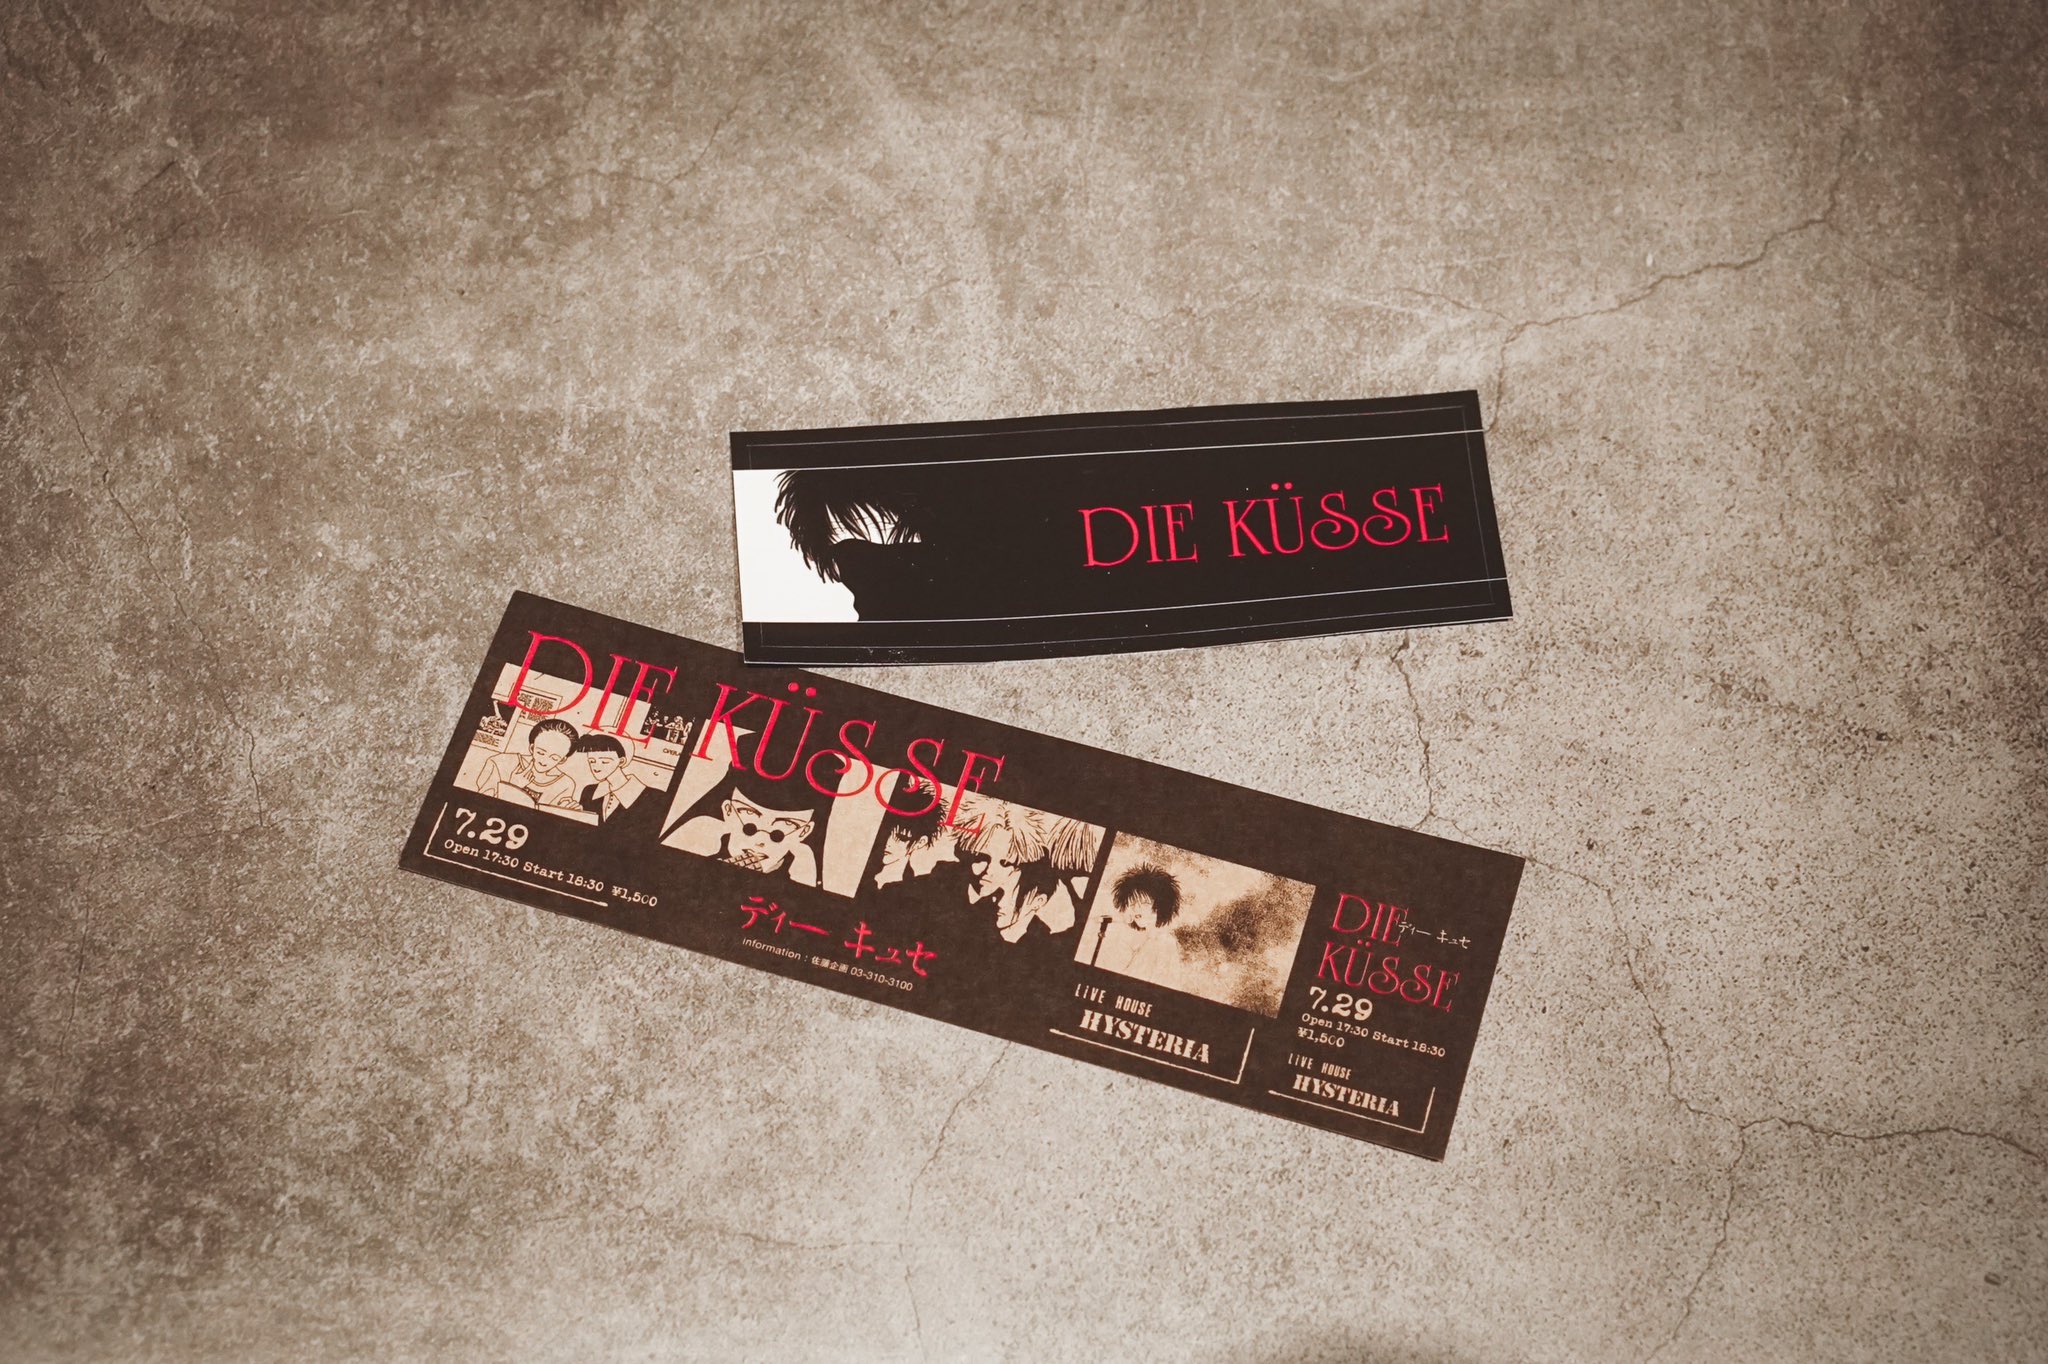 DIE KÜSSE
DIE KÜSSE
7.29
Open 17:30 Start 18:30 ¥1,500
ディー キュセ
information : 佐藤企画 03-310-3100
LiVE HOUSE
HYSTERIA
DIE
ディー キュセ
KÜSSE
7.29
Open 17:30 Start 18:30
¥1,500
LiVE HOUSE
HYSTERIA